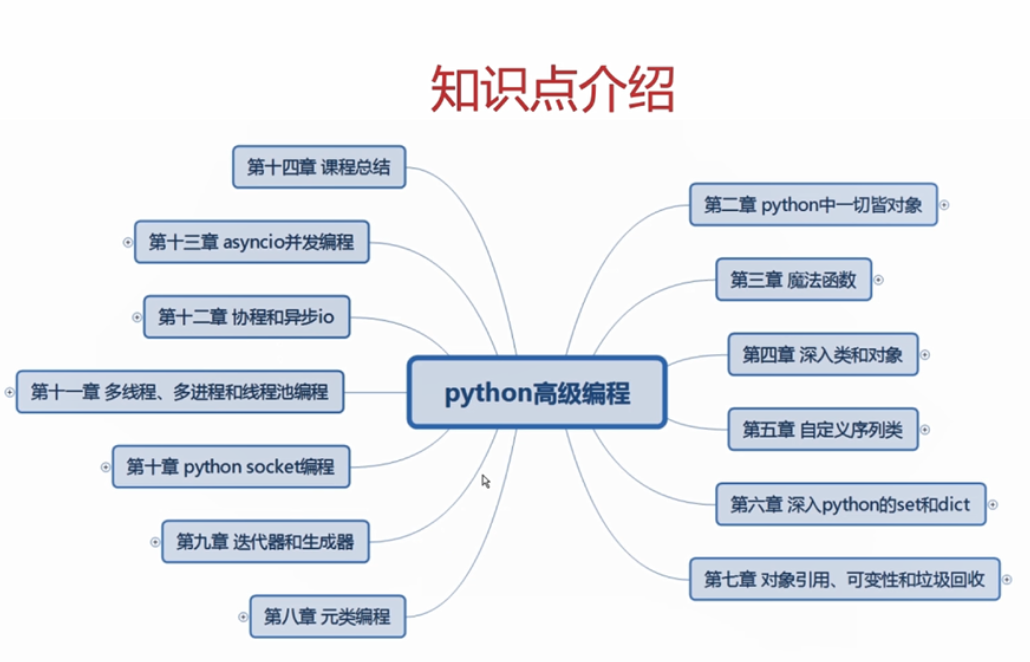 知识点介绍
第十四章 课程总结
第十三章 asyncio并发编程
第十二章 协程和异步io
第十一章 多线程、多进程和线程池编程
第十章 python socket编程
第九章 迭代器和生成器
第八章 元类编程
python高级编程
第二章 python中一切皆对象
第三章 魔法函数
第四章 深入类和对象
第五章 自定义序列类
第六章 深入python的set和dict
第七章 对象引用、可变性和垃圾回收